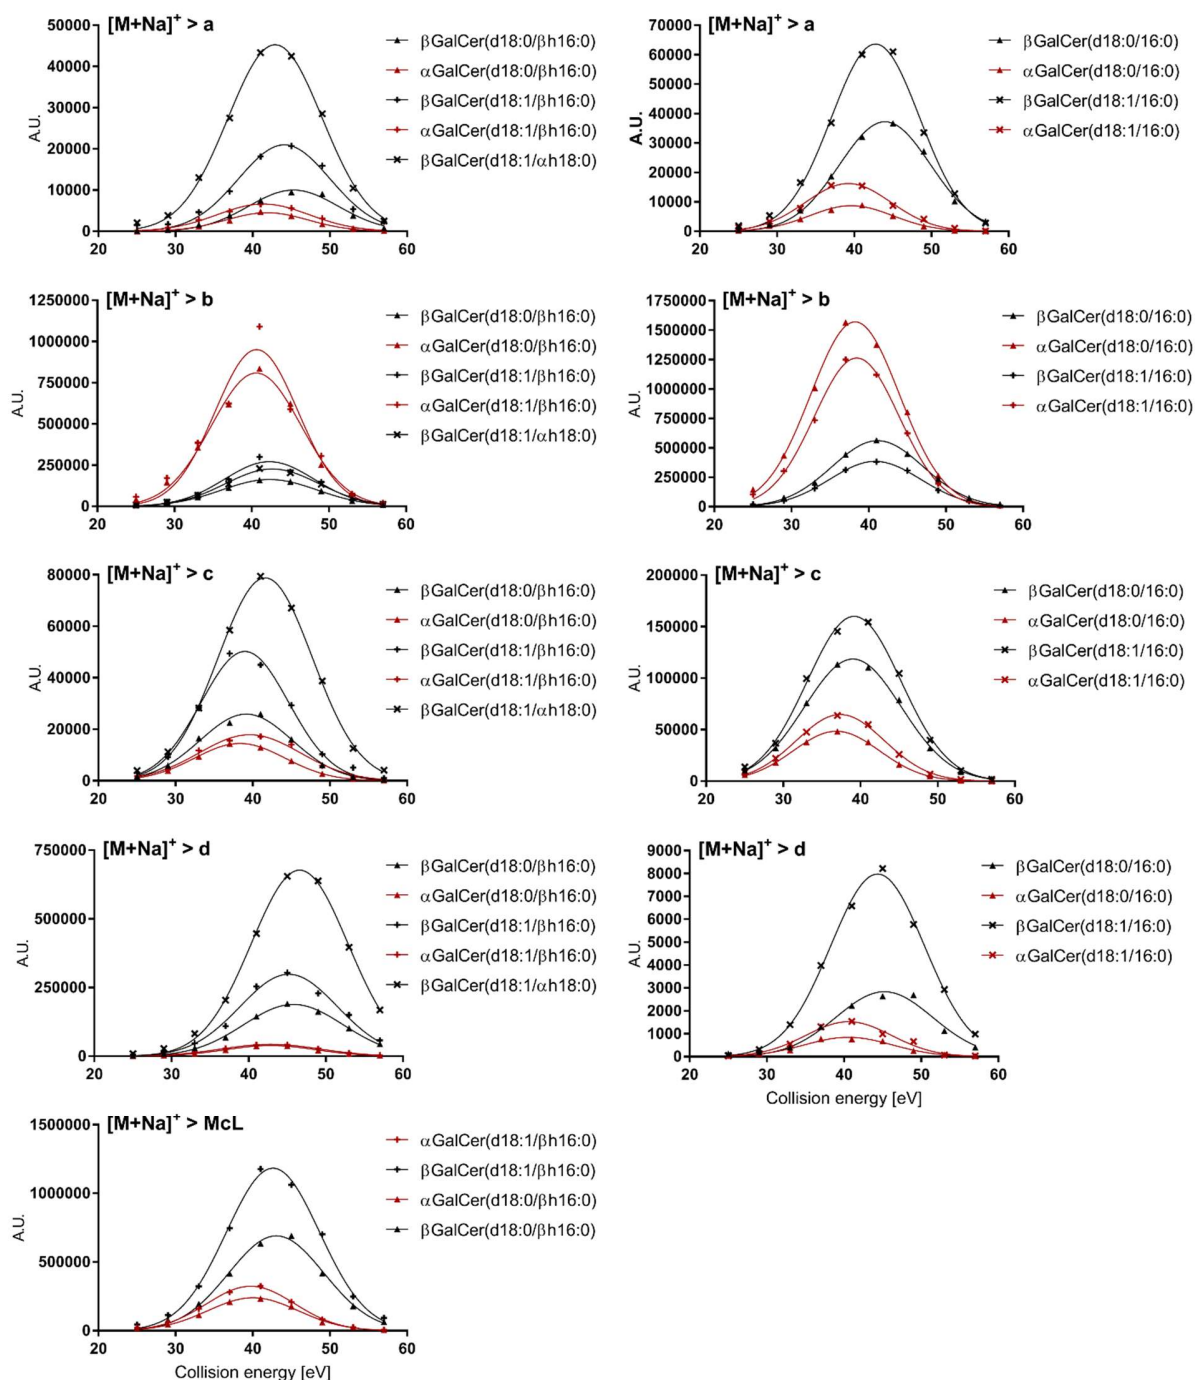 [M+Na]⁺ > a
50000
40000
30000
20000
10000
0
A.U.
20 30 40 50 60
βGalCer(d18:0/βh16:0)
αGalCer(d18:0/βh16:0)
βGalCer(d18:1/βh16:0)
αGalCer(d18:1/βh16:0)
βGalCer(d18:1/αh18:0)
[M+Na]⁺ > a
70000
60000
50000
40000
30000
20000
10000
0
A.U.
20 30 40 50 60
βGalCer(d18:0/16:0)
αGalCer(d18:0/16:0)
βGalCer(d18:1/16:0)
αGalCer(d18:1/16:0)
[M+Na]⁺ > b
1250000
1000000
750000
500000
250000
0
A.U.
20 30 40 50 60
βGalCer(d18:0/βh16:0)
αGalCer(d18:0/βh16:0)
βGalCer(d18:1/βh16:0)
αGalCer(d18:1/βh16:0)
βGalCer(d18:1/αh18:0)
[M+Na]⁺ > b
1750000
1500000
1250000
1000000
750000
500000
250000
0
A.U.
20 30 40 50 60
βGalCer(d18:0/16:0)
αGalCer(d18:0/16:0)
βGalCer(d18:1/16:0)
αGalCer(d18:1/16:0)
[M+Na]⁺ > c
80000
60000
40000
20000
0
A.U.
20 30 40 50 60
βGalCer(d18:0/βh16:0)
αGalCer(d18:0/βh16:0)
βGalCer(d18:1/βh16:0)
αGalCer(d18:1/βh16:0)
βGalCer(d18:1/αh18:0)
[M+Na]⁺ > c
200000
150000
100000
50000
0
A.U.
20 30 40 50 60
βGalCer(d18:0/16:0)
αGalCer(d18:0/16:0)
βGalCer(d18:1/16:0)
αGalCer(d18:1/16:0)
[M+Na]⁺ > d
750000
500000
250000
0
A.U.
20 30 40 50 60
βGalCer(d18:0/βh16:0)
αGalCer(d18:0/βh16:0)
βGalCer(d18:1/βh16:0)
αGalCer(d18:1/βh16:0)
βGalCer(d18:1/αh18:0)
[M+Na]⁺ > d
9000
8000
7000
6000
5000
4000
3000
2000
1000
0
A.U.
20 30 40 50 60
Collision energy [eV]
βGalCer(d18:0/16:0)
αGalCer(d18:0/16:0)
βGalCer(d18:1/16:0)
αGalCer(d18:1/16:0)
[M+Na]⁺ > McL
1500000
1000000
500000
0
A.U.
20 30 40 50 60
Collision energy [eV]
αGalCer(d18:1/βh16:0)
βGalCer(d18:1/βh16:0)
αGalCer(d18:0/βh16:0)
βGalCer(d18:0/βh16:0)